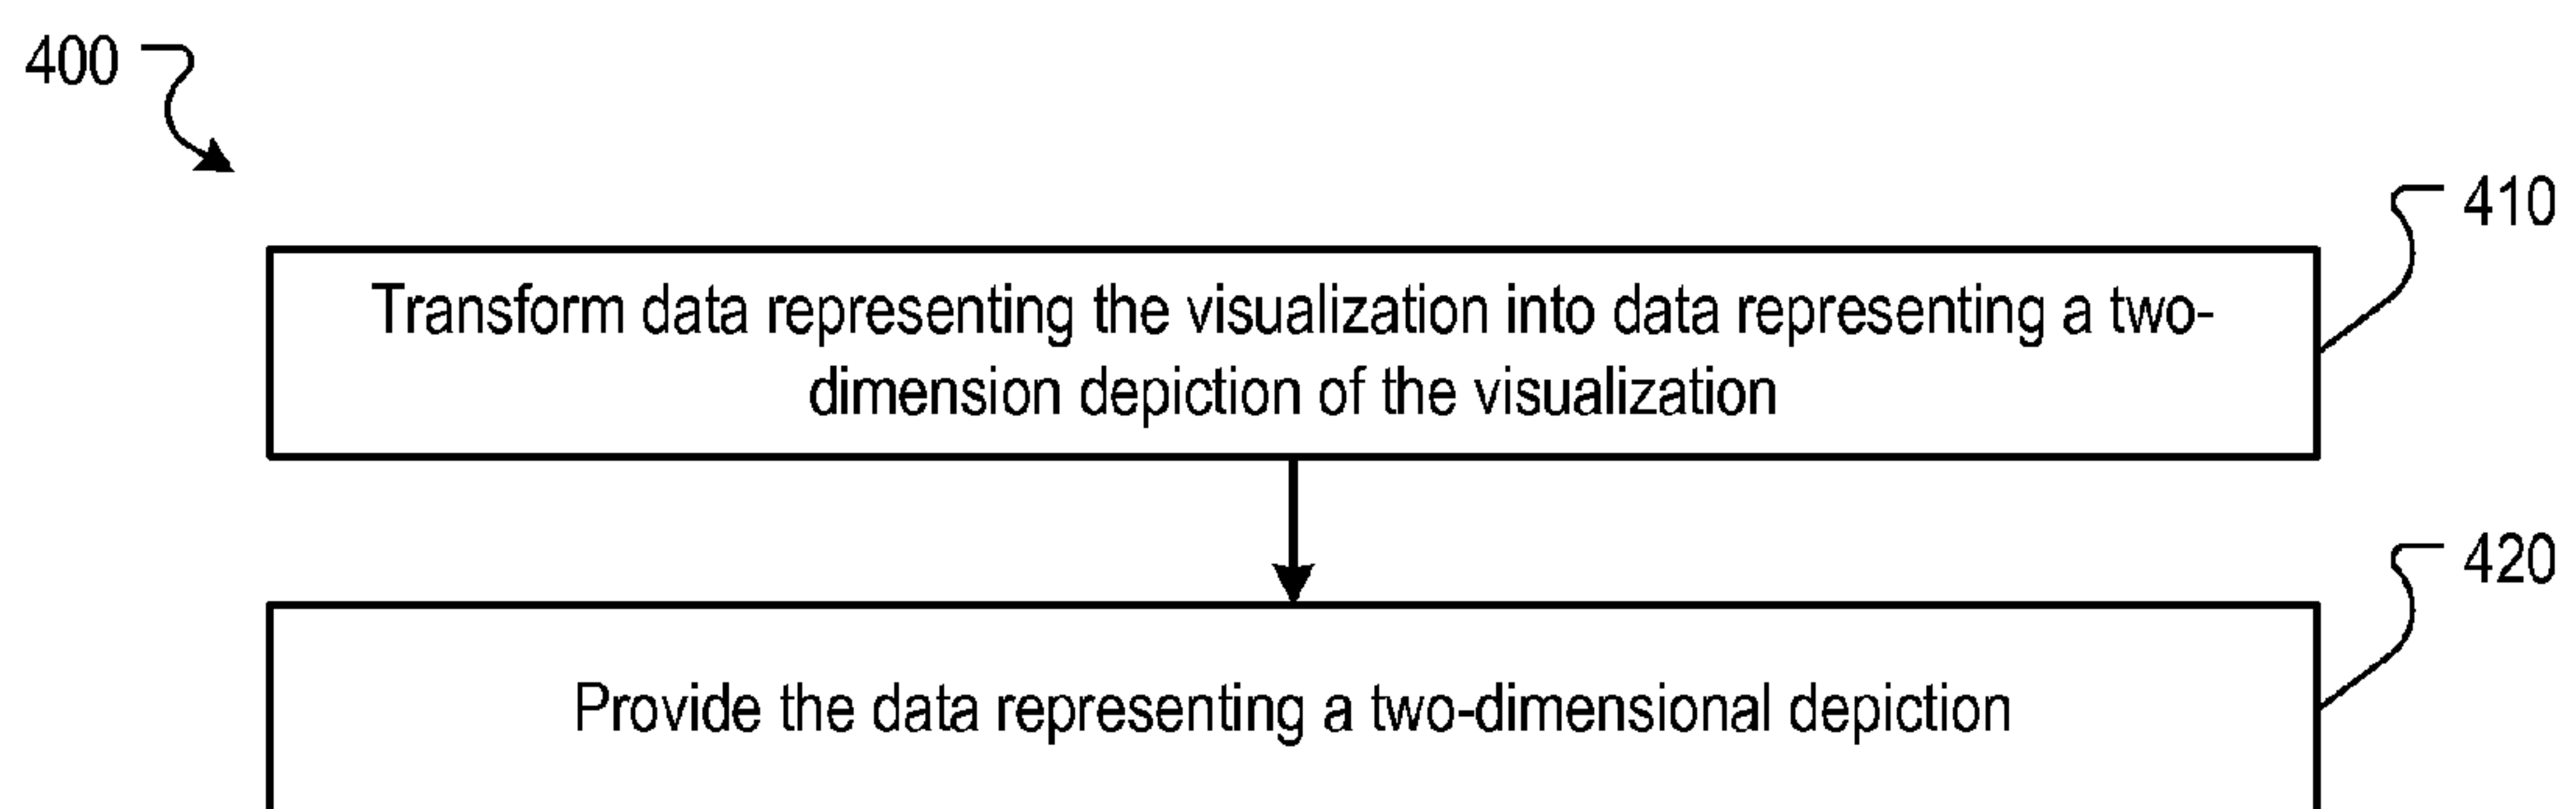 400
410
Transform data representing the visualization into data representing a two-
dimension depiction of the visualization
420
Provide the data representing a two-dimensional depiction